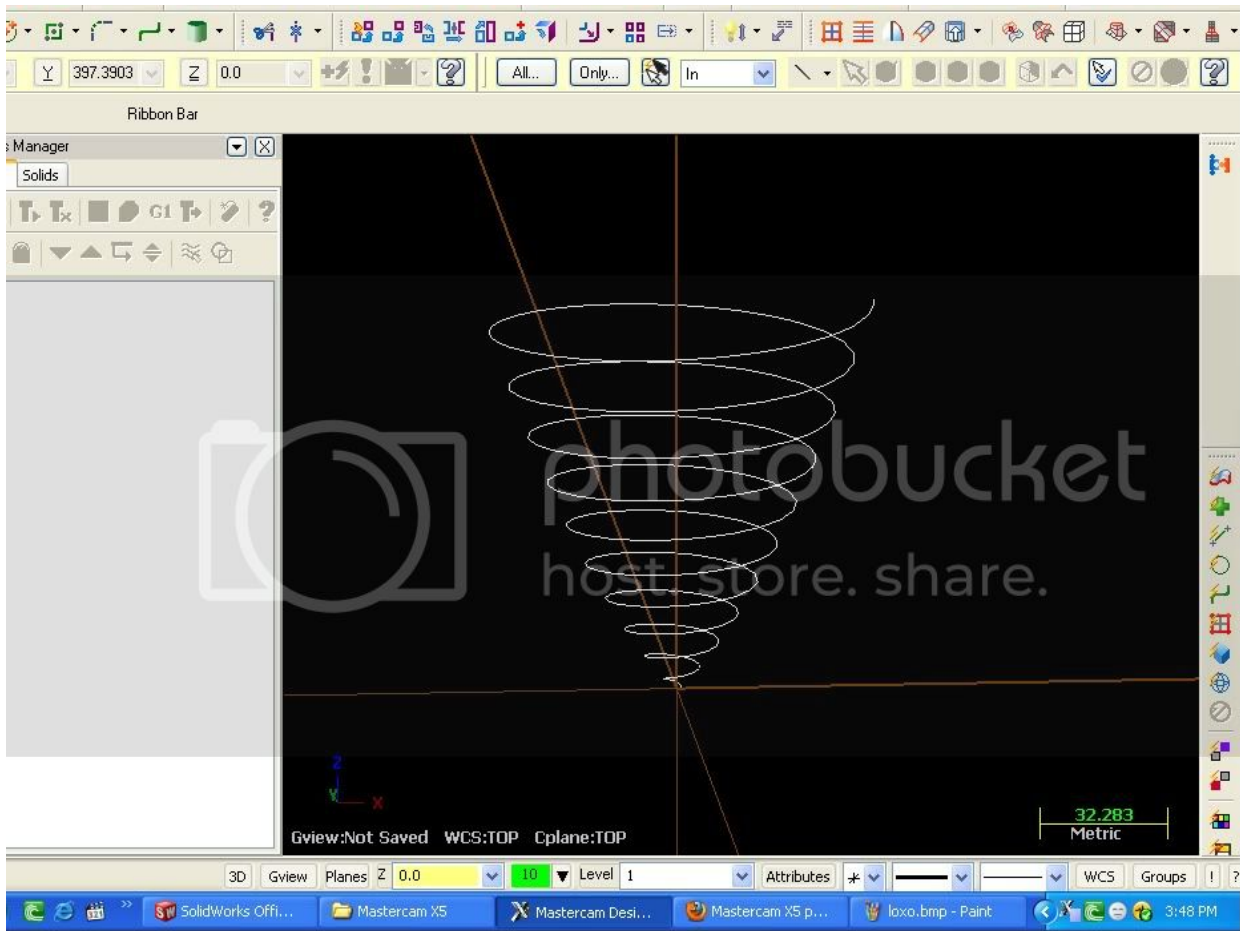 Y 397.3903 Z 0.0 All... Only... In
Ribbon Bar
Manager
Solids
G1
photobucket
host. store. share.
Z
Y X
32.283
Metric
Gview:Not Saved WCS:TOP Cplane:TOP
3D Gview Planes Z 0.0 10 Level 1 Attributes WCS Groups ! ?
SolidWorks Offi... Mastercam X5 Mastercam Desi... Mastercam X5 p... loxo.bmp - Paint 3:48 PM